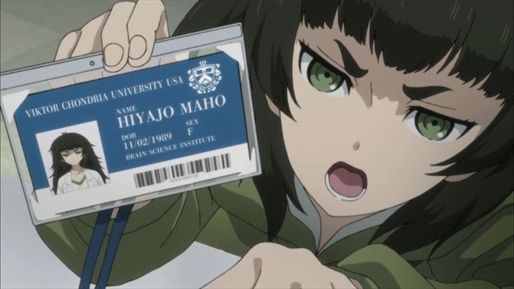 VIKTOR CHONDRIA UNIVERSITY USA
NAME
HIYAJO MAHO
DOB
SEX
11/02/1989
F
BRAIN SCIENCE INSTITUTE